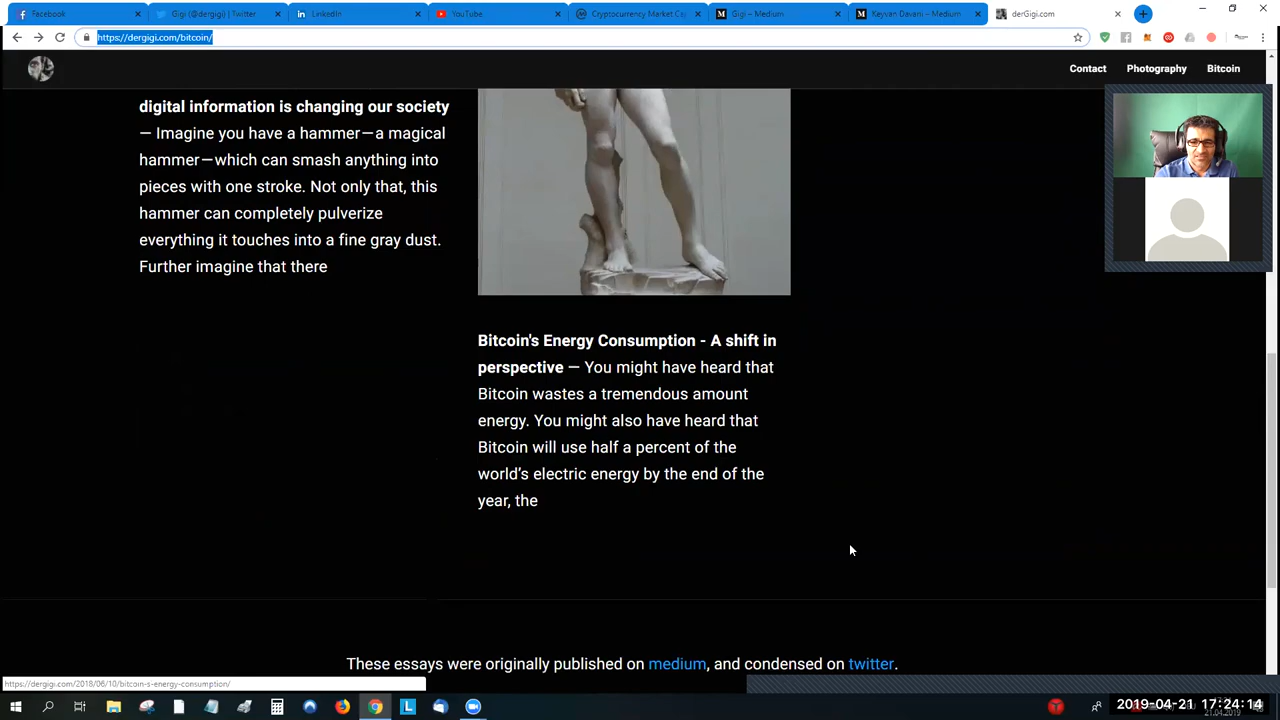 Facebook
Gigi (@dergigi) | Twitter
LinkedIn
YouTube
Cryptocurrency Market Ca
Gigi – Medium
Keyvan Davani – Medium
derGigi.com
https://dergigi.com/bitcoin/
Contact
Photography
Bitcoin
digital information is changing our society
— Imagine you have a hammer—a magical
hammer—which can smash anything into
pieces with one stroke. Not only that, this
hammer can completely pulverize
everything it touches into a fine gray dust.
Further imagine that there
Bitcoin's Energy Consumption - A shift in
perspective — You might have heard that
Bitcoin wastes a tremendous amount
energy. You might also have heard that
Bitcoin will use half a percent of the
world's electric energy by the end of the
year, the
These essays were originally published on medium, and condensed on twitter.
https://dergigi.com/2018/06/10/bitcoin-s-energy-consumption/
2019-04-21 17:24:14
21.04.2019